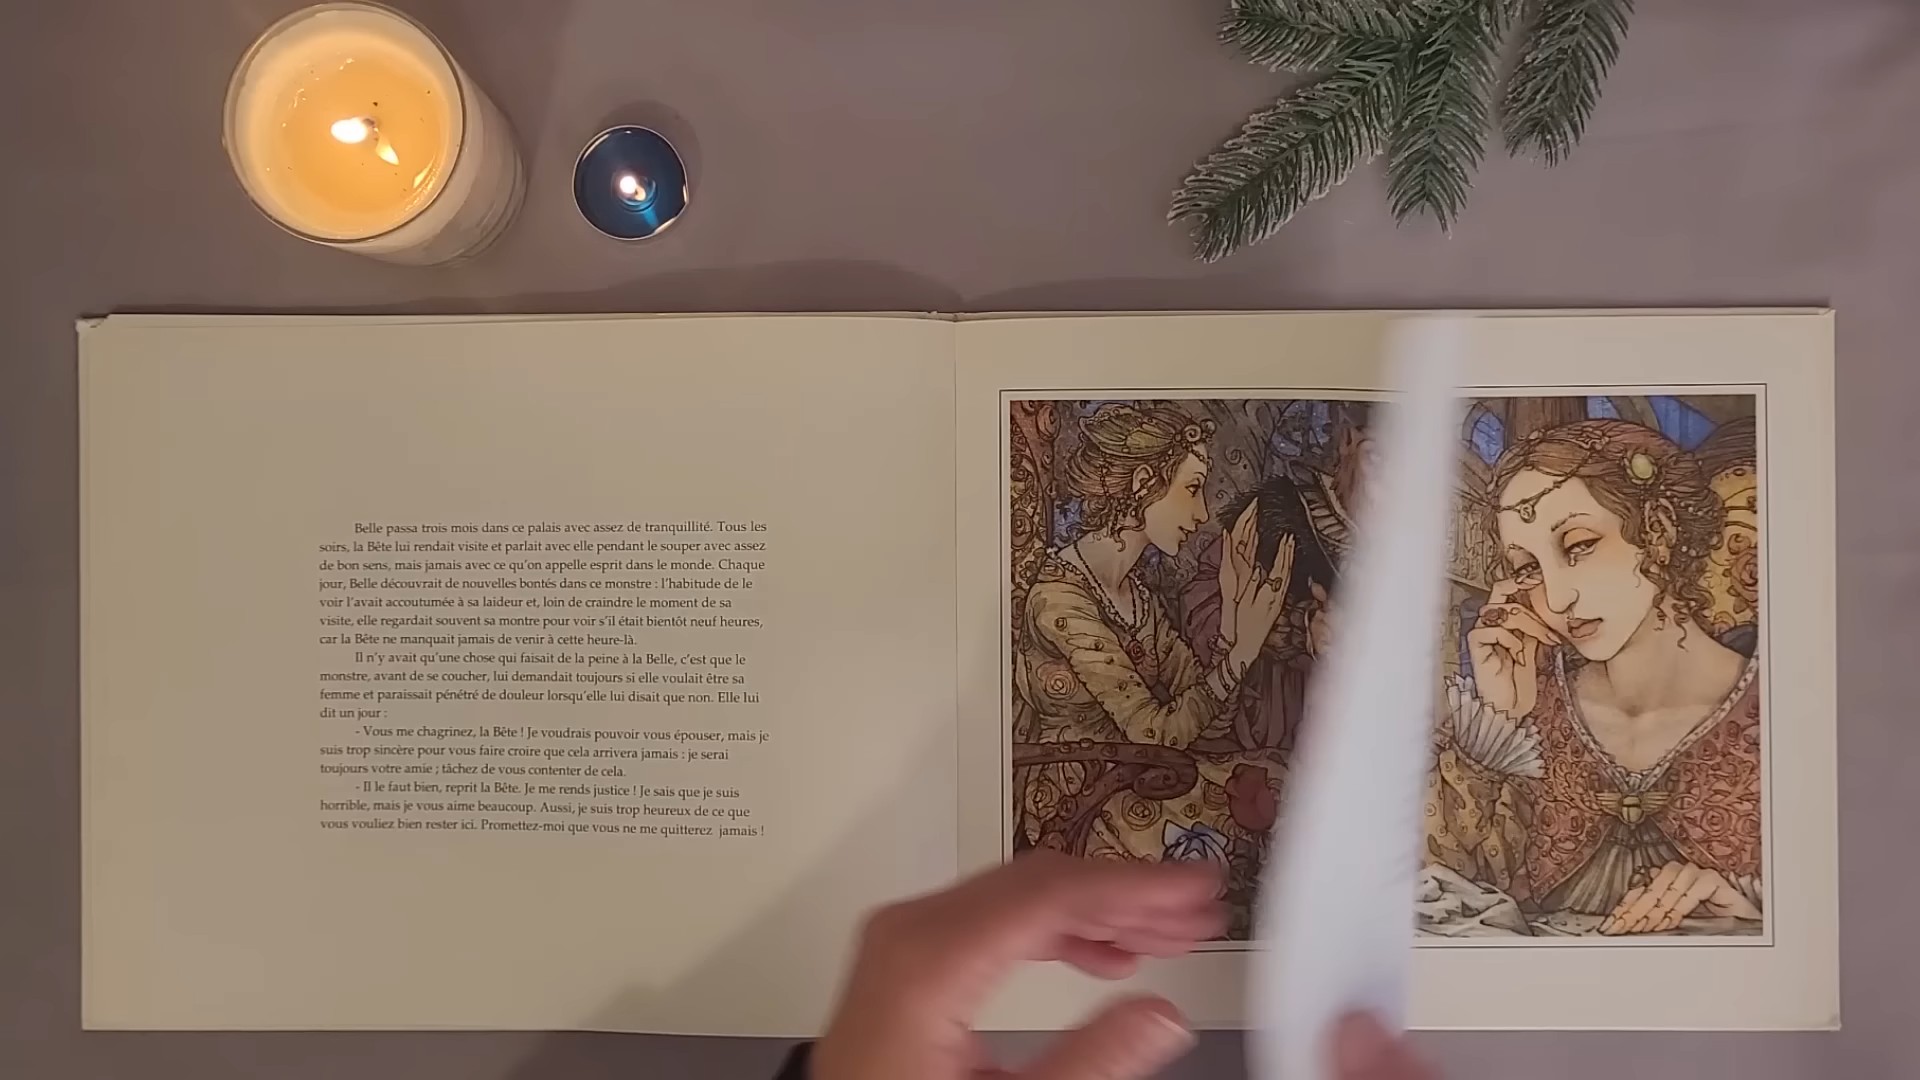 Belle passa trois mois dans ce palais avec assez de tranquillité. Tous les
soirs, la Bête lui rendait visite et parlait avec elle pendant le souper avec assez
de bon sens, mais jamais avec ce qu'on appelle esprit dans le monde. Chaque
jour, Belle découvrait de nouvelles bontés dans ce monstre : l'habitude de le
voir l'avait accoutumée à sa laideur et, loin de craindre le moment de sa
visite, elle regardait souvent sa montre pour voir s'il était bientôt neuf heures,
car la Bête ne manquait jamais de venir à cette heure-là.
Il n'y avait qu'une chose qui faisait de la peine à la Belle, c'est que le
monstre, avant de se coucher, lui demandait toujours si elle voulait être sa
femme et paraissait pénétré de douleur lorsqu'elle lui disait que non. Elle lui
dit un jour :
- Vous me chagrinez, la Bête ! Je voudrais pouvoir vous épouser, mais je
suis trop sincère pour vous faire croire que cela arrivera jamais : je serai
toujours votre amie ; tâchez de vous contenter de cela.
- Il le faut bien, reprit la Bête. Je me rends justice ! Je sais que je suis
horrible, mais je vous aime beaucoup. Aussi, je suis trop heureux de ce que
vous vouliez bien rester ici. Promettez-moi que vous ne me quitterez jamais !